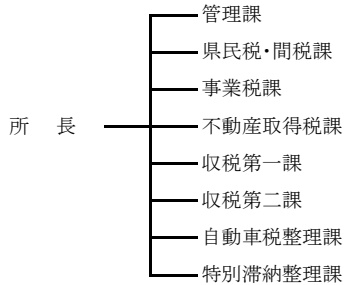 管理課
県民税・間税課
事業税課
所　長
不動産取得税課
収税第一課
収税第二課
自動車税整理課
特別滞納整理課